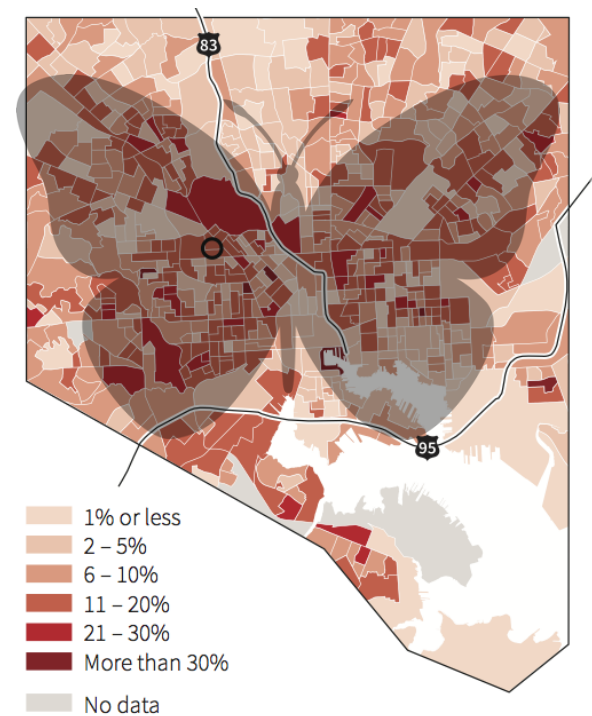 83
95
1% or less
2 – 5%
6 – 10%
11 – 20%
21 – 30%
More than 30%
No data